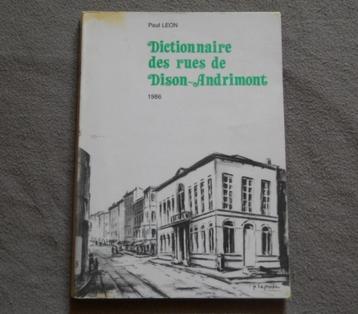 Paul LEON
Dictionnaire
des rues de
Dison-Andrimont
1986